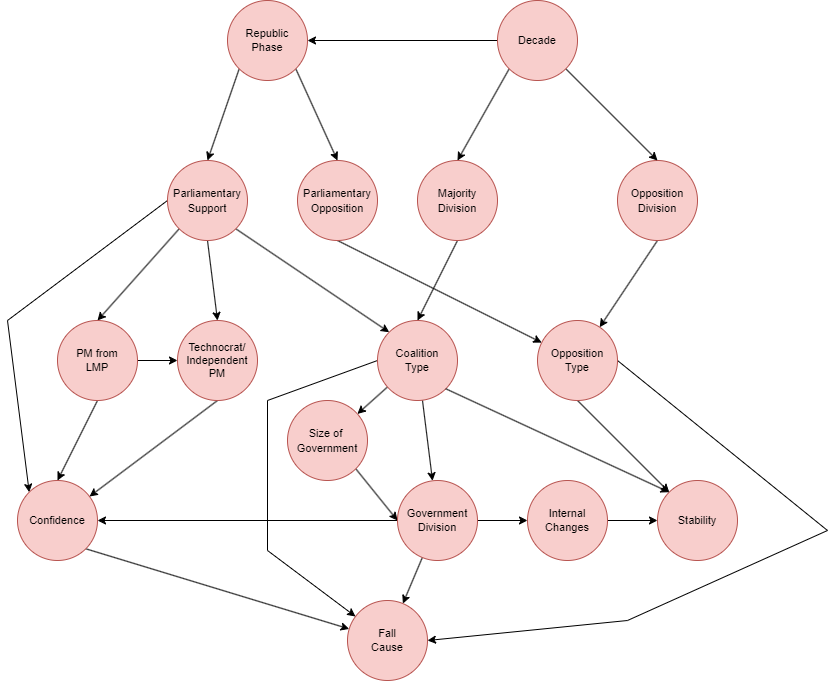 Republic
Phase
Decade
Parliamentary
Support
Parliamentary
Opposition
Majority
Division
Opposition
Division
PM from
LMP
Technocrat/
Independent
PM
Coalition
Type
Opposition
Type
Size of
Government
Confidence
Government
Division
Internal
Changes
Stability
Fall
Cause